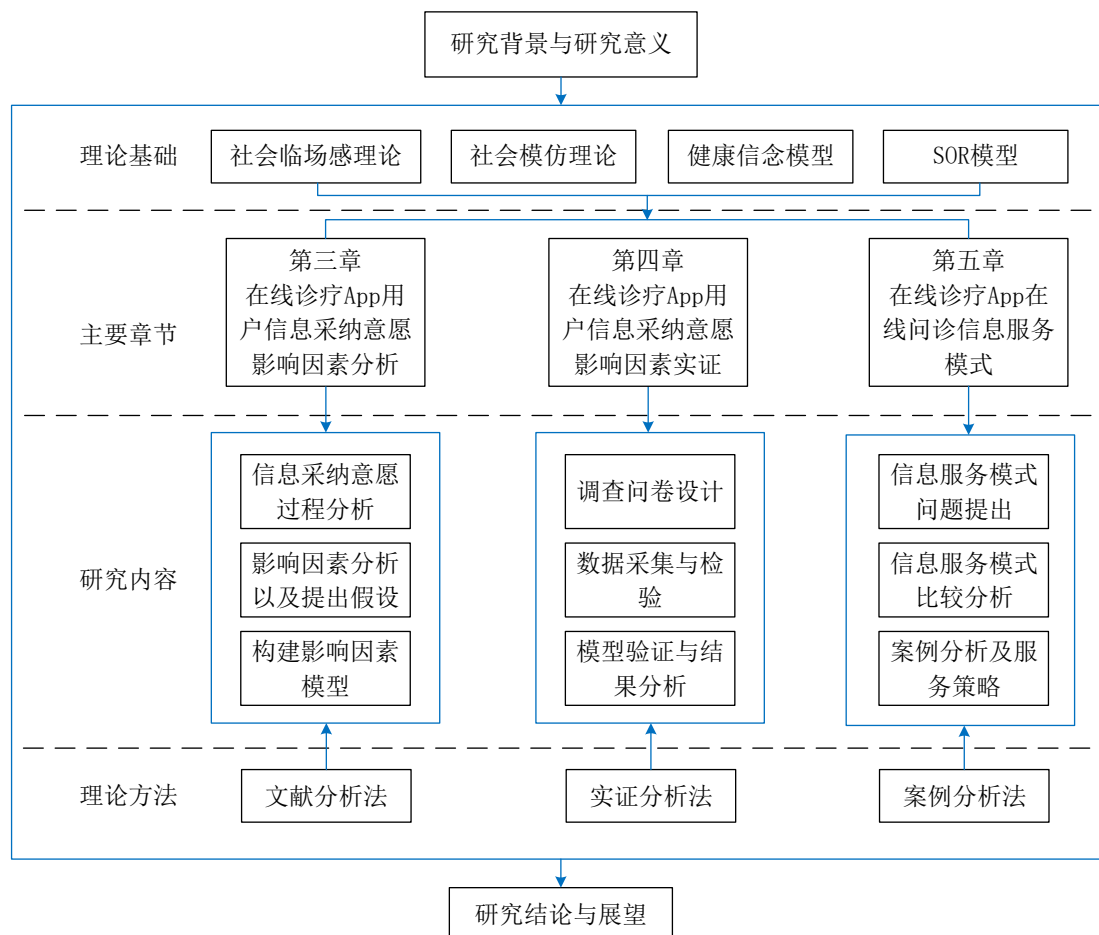 研究背景与研究意义
理论基础
社会临场感理论
社会模仿理论
健康信念模型
SOR模型
主要章节
第三章
在线诊疗App用
户信息采纳意愿
影响因素分析
第四章
在线诊疗App用
户信息采纳意愿
影响因素实证
第五章
在线诊疗App在
线问诊信息服务
模式
研究内容
信息采纳意愿
过程分析
影响因素分析
以及提出假设
构建影响因素
模型
调查问卷设计
数据采集与检
验
模型验证与结
果分析
信息服务模式
问题提出
信息服务模式
比较分析
案例分析及服
务策略
理论方法
文献分析法
实证分析法
案例分析法
研究结论与展望